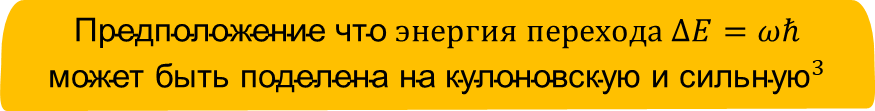 Предположение что энергия перехода ΔE = ωħ
может быть поделена на кулоновскую и сильную³